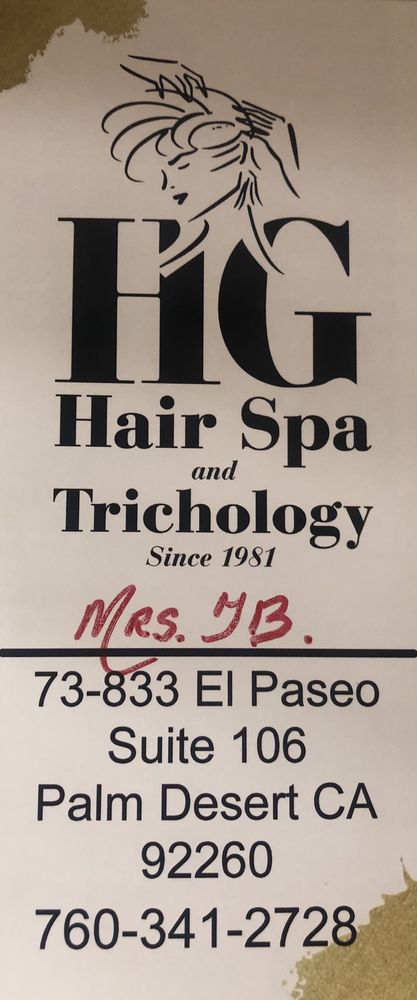 HG
Hair Spa
and
Trichology
Since 1981
MRS. JB.
73-833 El Paseo
Suite 106
Palm Desert CA
92260
760-341-2728